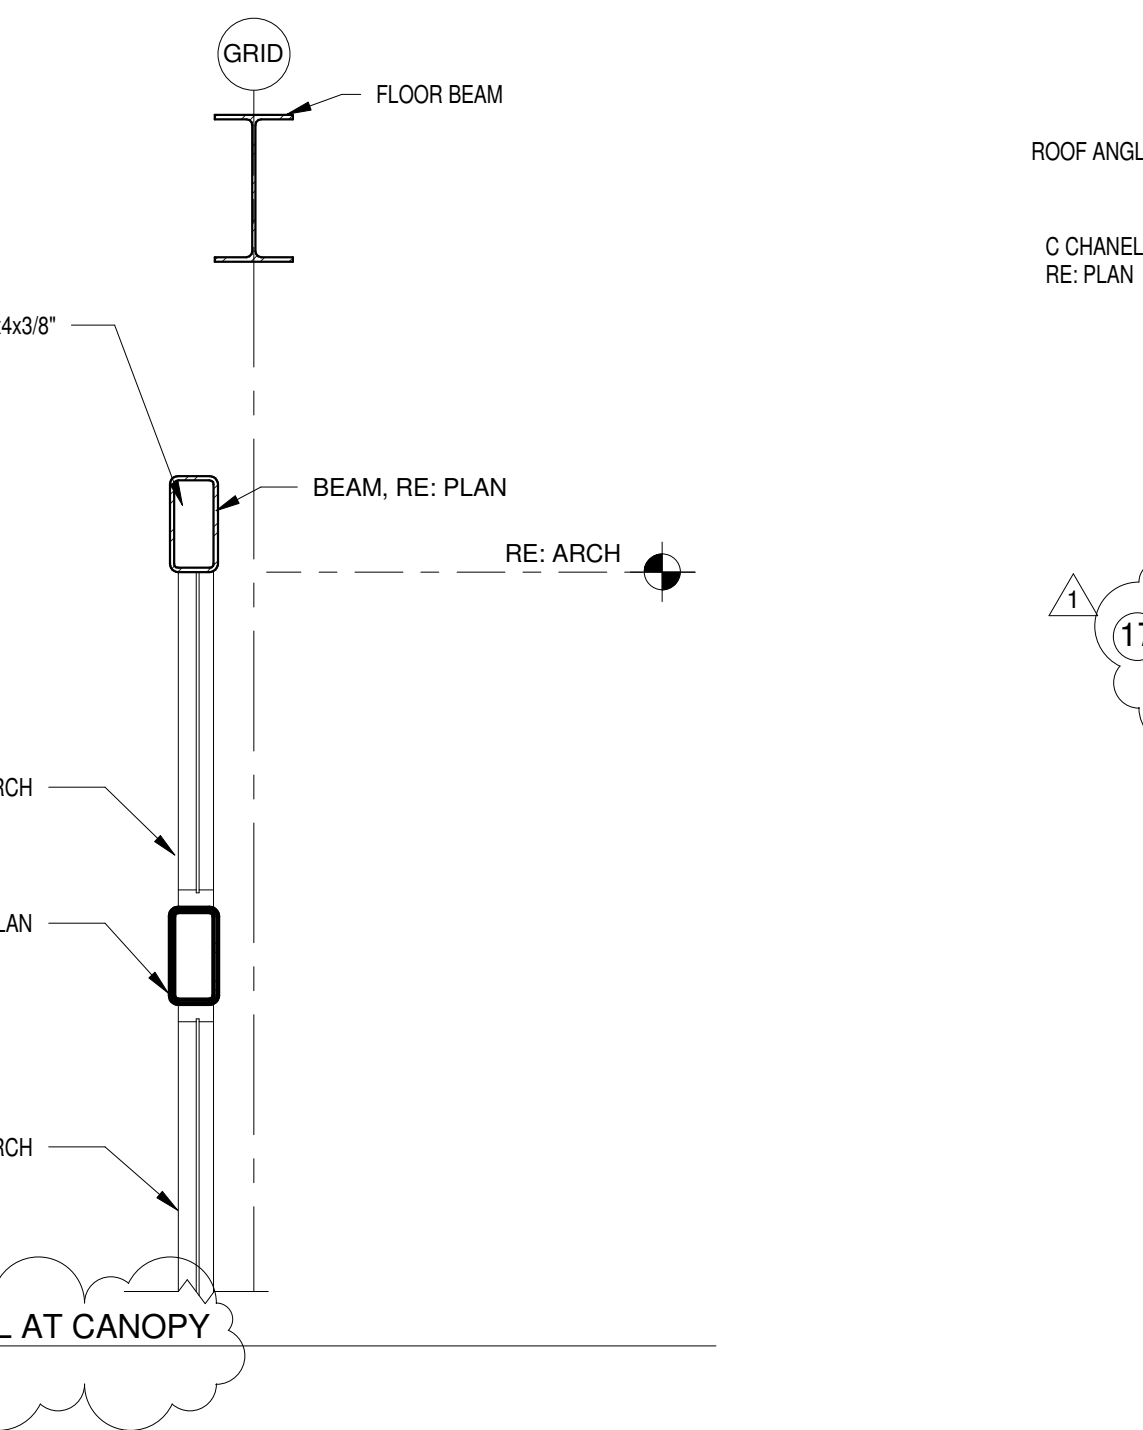 GRID
FLOOR BEAM
4x3/8"
BEAM, RE: PLAN
RE: ARCH
RCH
LAN
RCH
L AT CANOPY
ROOF ANGL
C CHANEL
RE: PLAN
1
17